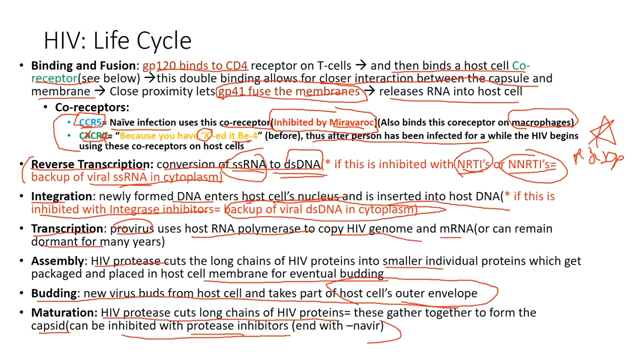 HIV: Life Cycle
• Binding and Fusion: gp120 binds to CD4 receptor on T-cells → and then binds a host cell Co-
receptor(see below) →this double binding allows for closer interaction between the capsule and
membrane → Close proximity lets gp41 fuse the membranes → releases RNA into host cell
• Co-receptors:
• CCR5= Naïve infection uses this co-receptor(Inhibited by Miravaroc)(Also binds this coreceptor on macrophages)
• CXCR4= "Because you have 'X'-ed it Be-4" (before), thus after person has been infected for a while the HIV begins
using these co-receptors on host cells
• Reverse Transcription: conversion of ssRNA to dsDNA * if this is inhibited with NRTI's or NNRTI's=
backup of viral ssRNA in cytoplasm)
• Integration: newly formed DNA enters host cell's nucleus and is inserted into host DNA(* if this is
inhibited with Integrase inhibitors= backup of viral dsDNA in cytoplasm)
• Transcription: provirus uses host RNA polymerase to copy HIV genome and mRNA(or can remain
dormant for many years)
• Assembly: HIV protease cuts the long chains of HIV proteins into smaller individual proteins which get
packaged and placed in host cell membrane for eventual budding
• Budding: new virus buds from host cell and takes part of host cell's outer envelope
• Maturation: HIV protease cuts long chains of HIV proteins= these gather together to form the
capsid(can be inhibited with protease inhibitors (end with –navir)